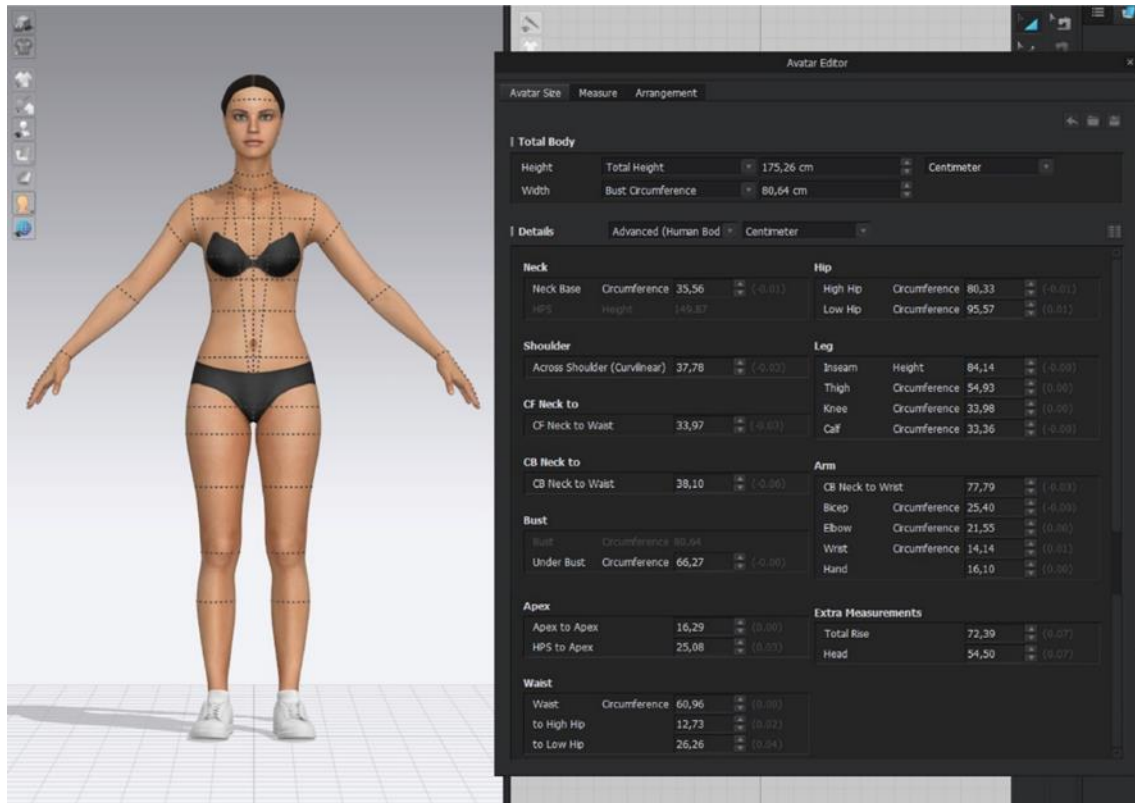 Avatar Editor
Avatar Size Measure Arrangement
Total Body
Height Total Height 175,26 cm Centimeter
Width Bust Circumference 80,64 cm
Details Advanced (Human Bod Centimeter
Neck
Neck Base Circumference 35,56 (-0.01)
HPS Height 149.87
Shoulder
Across Shoulder (Curvilinear) 37,78 (-0.03)
CF Neck to
CF Neck to Waist 33,97 (-0.03)
CB Neck to
CB Neck to Waist 38,10 (-0.06)
Bust
Bust Circumference 80.64
Under Bust Circumference 66,27 (-0.00)
Apex
Apex to Apex 16,29 (0.00)
HPS to Apex 25,08 (0.03)
Waist
Waist Circumference 60,96 (0.00)
to High Hip 12,73 (0.02)
to Low Hip 26,26 (0.04)
Hip
High Hip Circumference 80,33 (-0.01)
Low Hip Circumference 95,57 (0.01)
Leg
Inseam Height 84,14 (-0.00)
Thigh Circumference 54,93 (0.00)
Knee Circumference 33,98 (0.00)
Calf Circumference 33,36 (-0.00)
Arm
CB Neck to Wrist 77,79 (-0.03)
Bicep Circumference 25,40 (-0.00)
Elbow Circumference 21,55 (0.00)
Wrist Circumference 14,14 (0.01)
Hand 16,10 (0.00)
Extra Measurements
Total Rise 72,39 (0.07)
Head 54,50 (0.07)